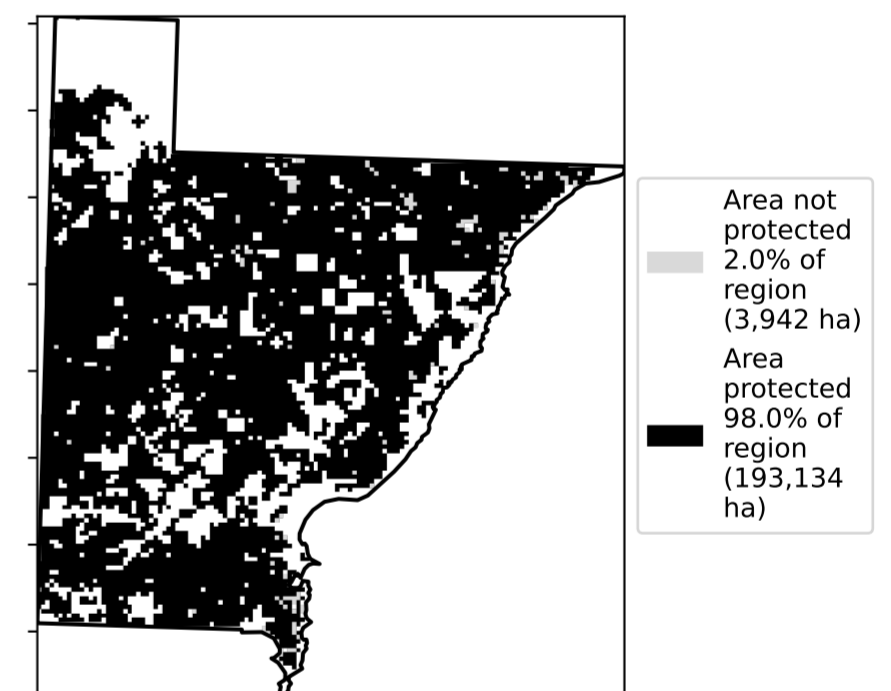 Area not
protected
2.0% of
region
(3,942 ha)
Area
protected
98.0% of
region
(193,134
ha)